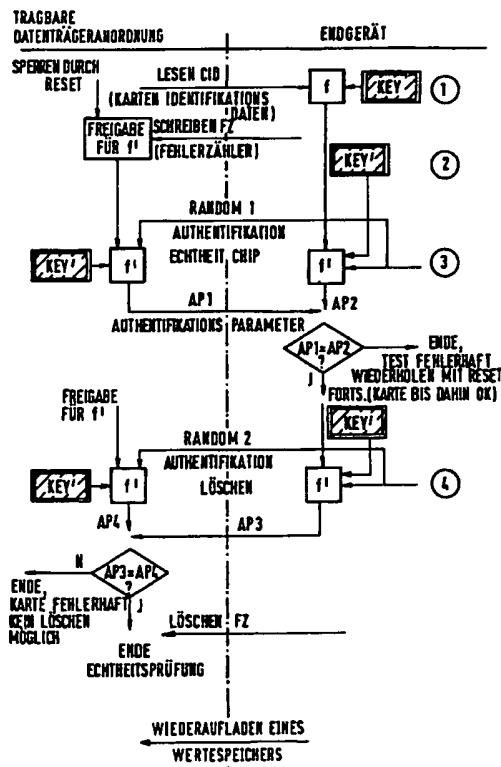 TRAGBARE
DATENTRÄGERANORDNUNG
ENDGERÄT
SPERREN DURCH
RESET
LESEN CID
(KARTEN IDENTIFIKATIONS
DATEN)
f
KEY
1
FREIGABE
FÜR f'
SCHREIBEN FZ
(FEHLERZÄHLER)
KEY'
2
RANDOM 1
AUTHENTIFIKATION
ECHTHEIT, CHIP
KEY'
f'
f'
3
AP1
AP2
AUTHENTIFIKATIONS PARAMETER
AP1=AP2
?
J
ENDE,
TEST FEHLERHAFT
WIEDERHOLEN MIT RESET
FORTS.(KARTE BIS DAHIN OK)
FREIGABE
FÜR f'
KEY'
RANDOM 2
AUTHENTIFIKATION
LÖSCHEN
KEY'
f'
f'
4
AP4
AP3
N
AP3=AP4
?
J
ENDE,
KARTE FEHLERHAFT
KEIN LÖSCHEN
MÖGLICH
LÖSCHEN FZ
ENDE
ECHTHEITSPRÜFUNG
WIEDERAUFLADEN EINES
WERTESPEICHERS